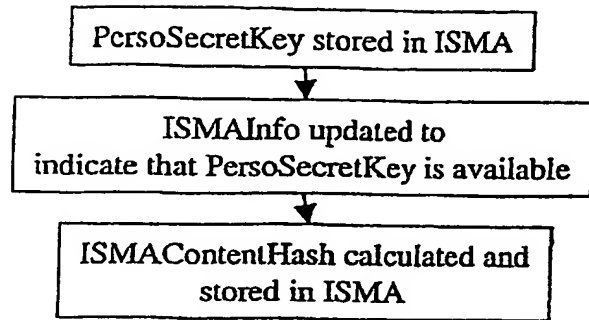 PersoSecretKey stored in ISMA
ISMAInfo updated to
indicate that PersoSecretKey is available
ISMAContentHash calculated and
stored in ISMA